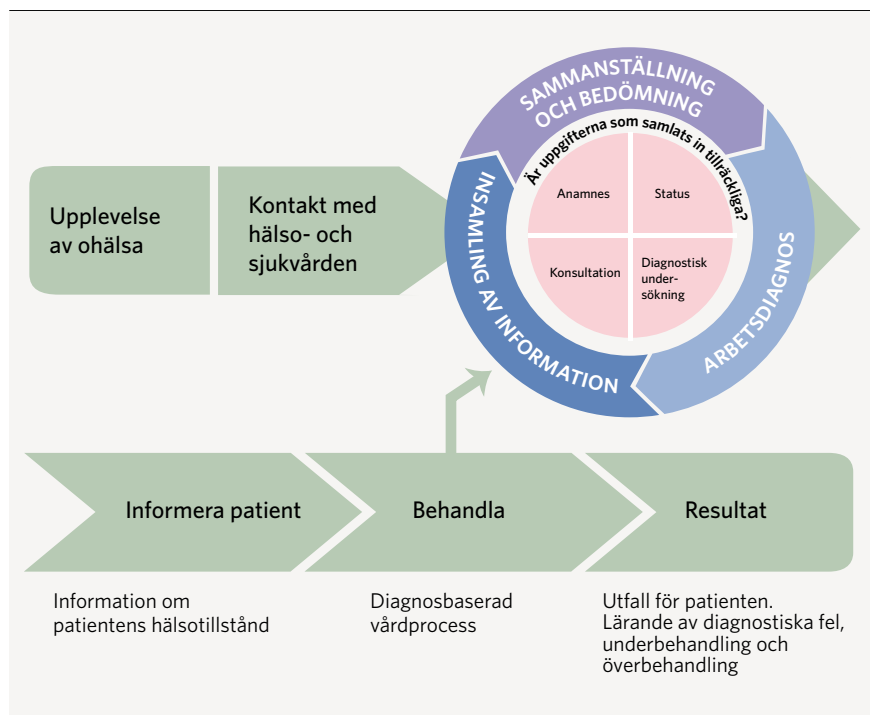 Upplevelse
av ohälsa
Kontakt med
hälso- och
sjukvården
SAMMANSTÄLLNING
OCH BEDÖMNING
INSAMLING AV INFORMATION
ARBETSDIAGNOS
Är uppgifterna som samlats in tillräckliga?
Anamnes
Status
Konsultation
Diagnostisk
under-
sökning
Informera patient
Behandla
Resultat
Information om
patientens hälsotillstånd
Diagnosbaserad
vårdprocess
Utfall för patienten.
Lärande av diagnostiska fel,
underbehandling och
överbehandling